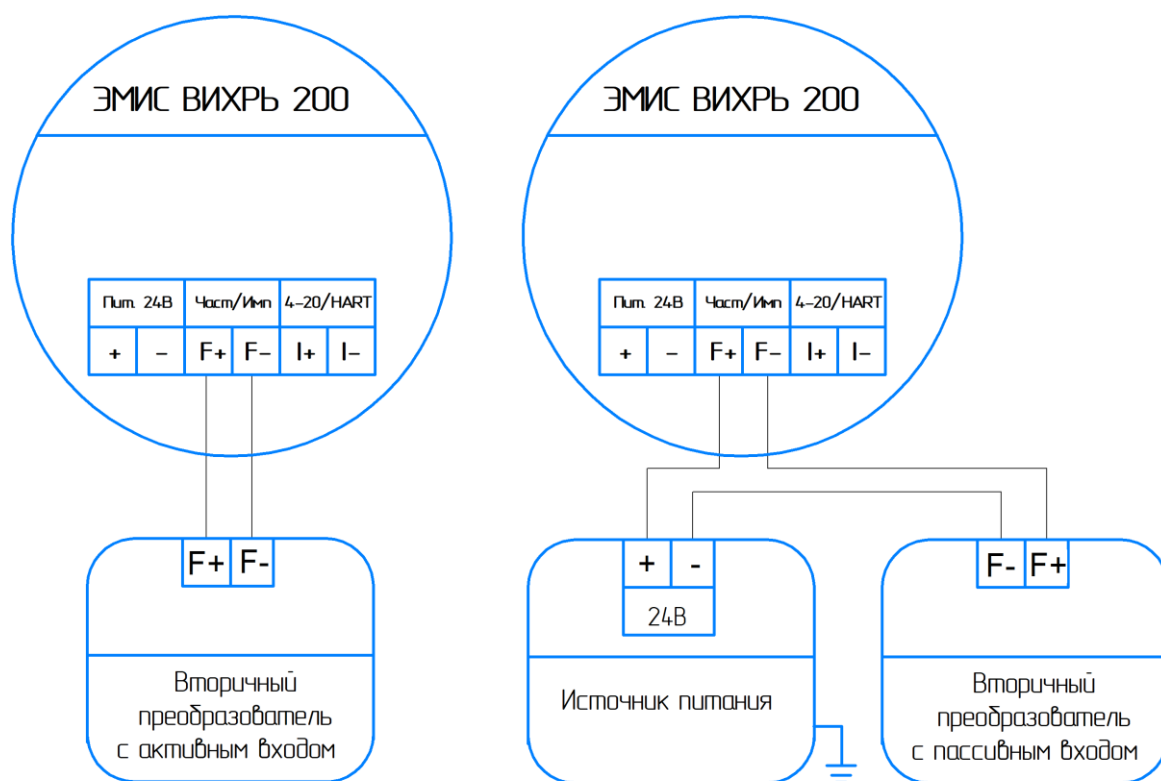 ЭМИС ВИХРЬ 200
Пит. 24В Част/Имп 4-20/HART
+ - F+ F- I+ I-
F+ F-
Вторичный
преобразователь
с активным входом
ЭМИС ВИХРЬ 200
Пит. 24В Част/Имп 4-20/HART
+ - F+ F- I+ I-
+ -
24В
Источник питания
F- F+
Вторичный
преобразователь
с пассивным входом